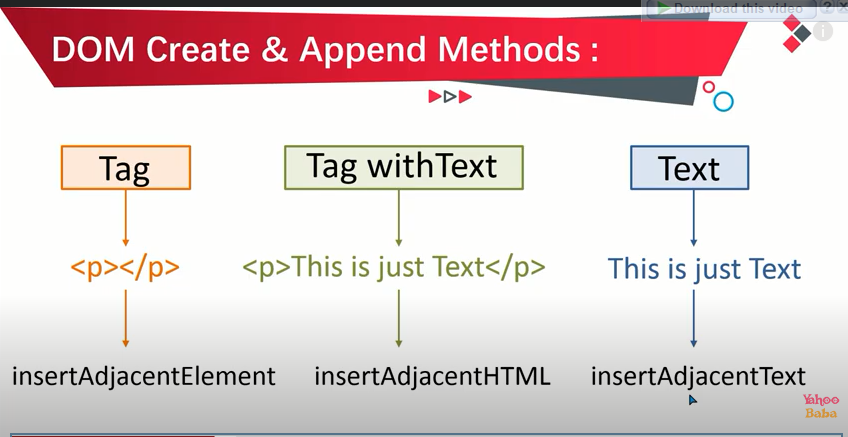 Download this video ? X
DOM Create & Append Methods :
i
Tag
Tag withText
Text
<p></p>
<p>This is just Text</p>
This is just Text
insertAdjacentElement
insertAdjacentHTML
insertAdjacentText
Yahoo
Baba